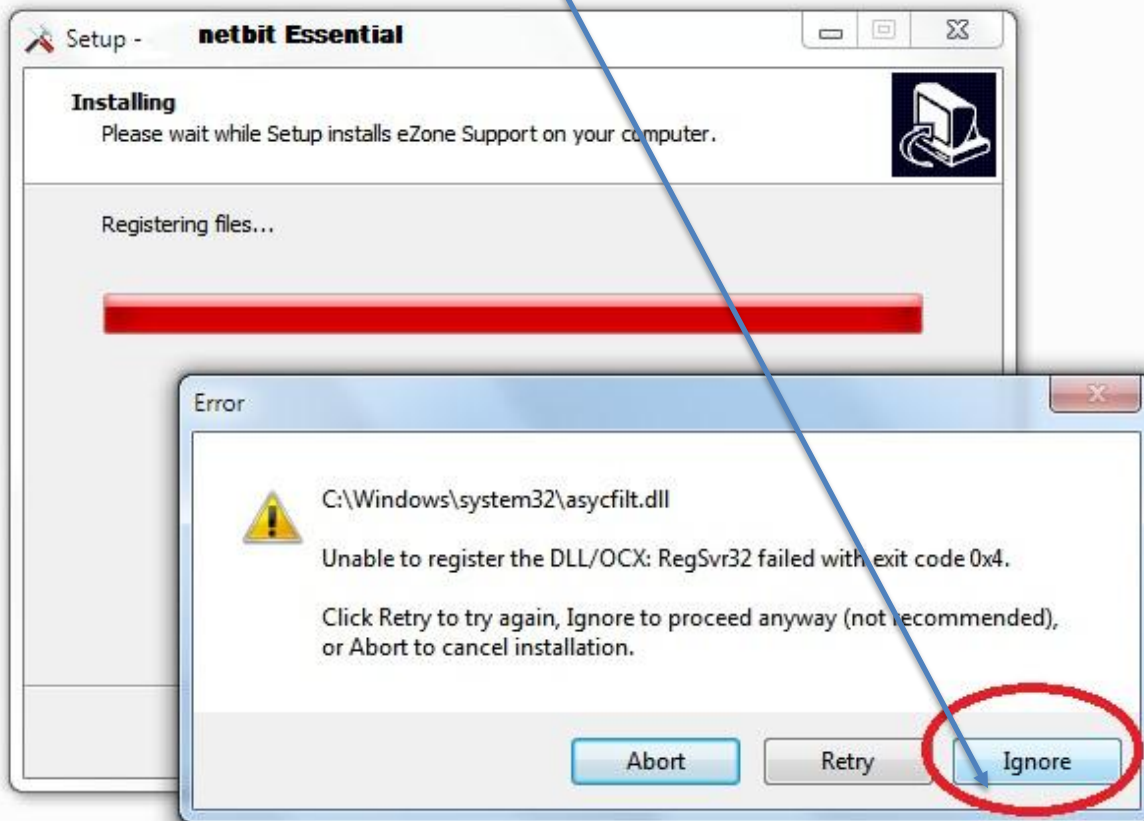 Setup - netbit Essential
Installing
Please wait while Setup installs eZone Support on your computer.
Registering files...
Error
C:\Windows\system32\asycfilt.dll
Unable to register the DLL/OCX: RegSvr32 failed with exit code 0x4.
Click Retry to try again, Ignore to proceed anyway (not recommended),
or Abort to cancel installation.
Abort Retry Ignore